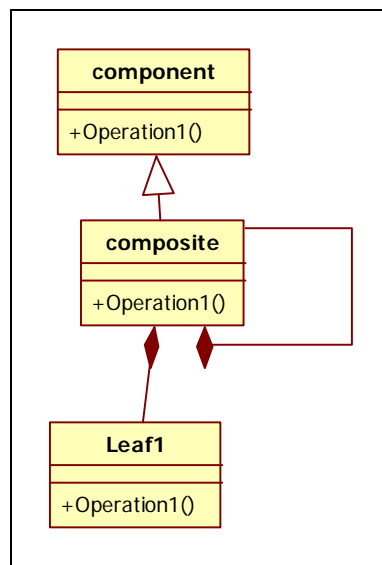 component
+Operation1()
composite
+Operation1()
Leaf1
+Operation1()